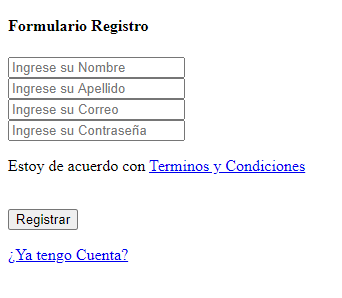 Formulario Registro
Ingrese su Nombre
Ingrese su Apellido
Ingrese su Correo
Ingrese su Contraseña
Estoy de acuerdo con Terminos y Condiciones
Registrar
¿Ya tengo Cuenta?